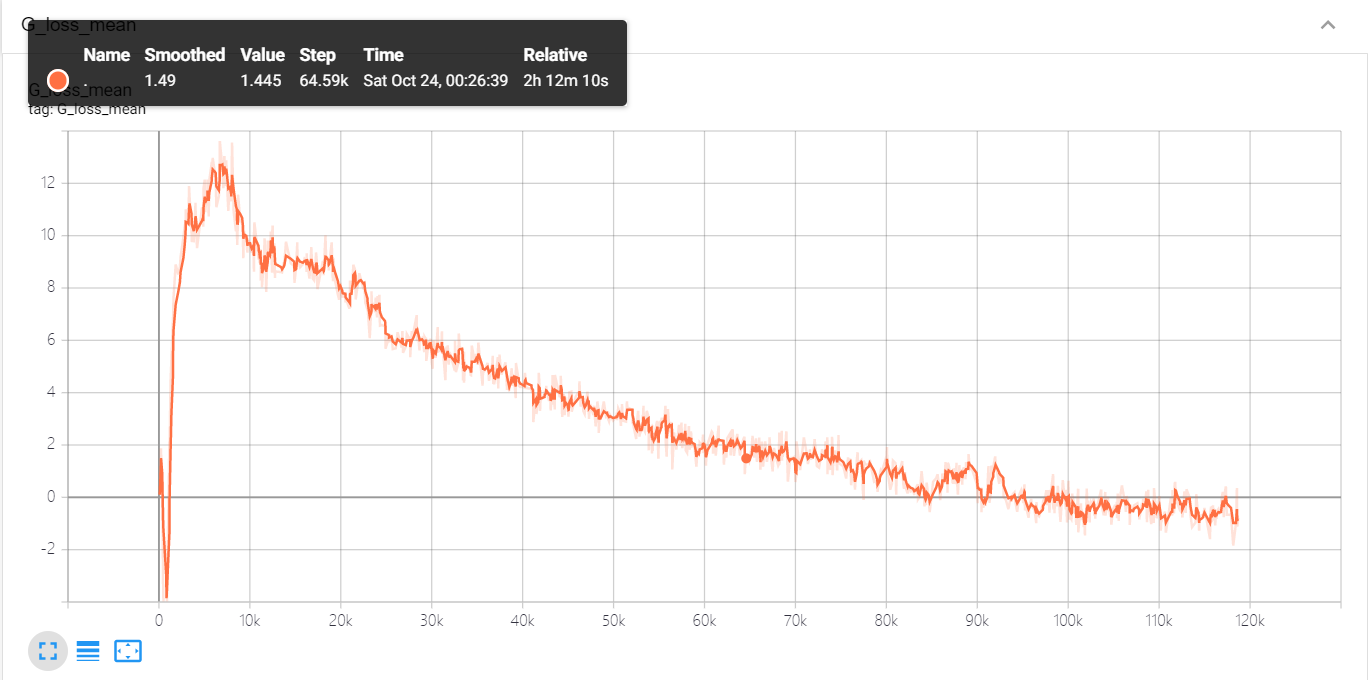 G_loss_mean
Name Smoothed Value Step Time Relative
. 1.49 1.445 64.59k Sat Oct 24, 00:26:39 2h 12m 10s
G_loss_mean
tag: G_loss_mean
12
10
8
6
4
2
0
-2
0 10k 20k 30k 40k 50k 60k 70k 80k 90k 100k 110k 120k